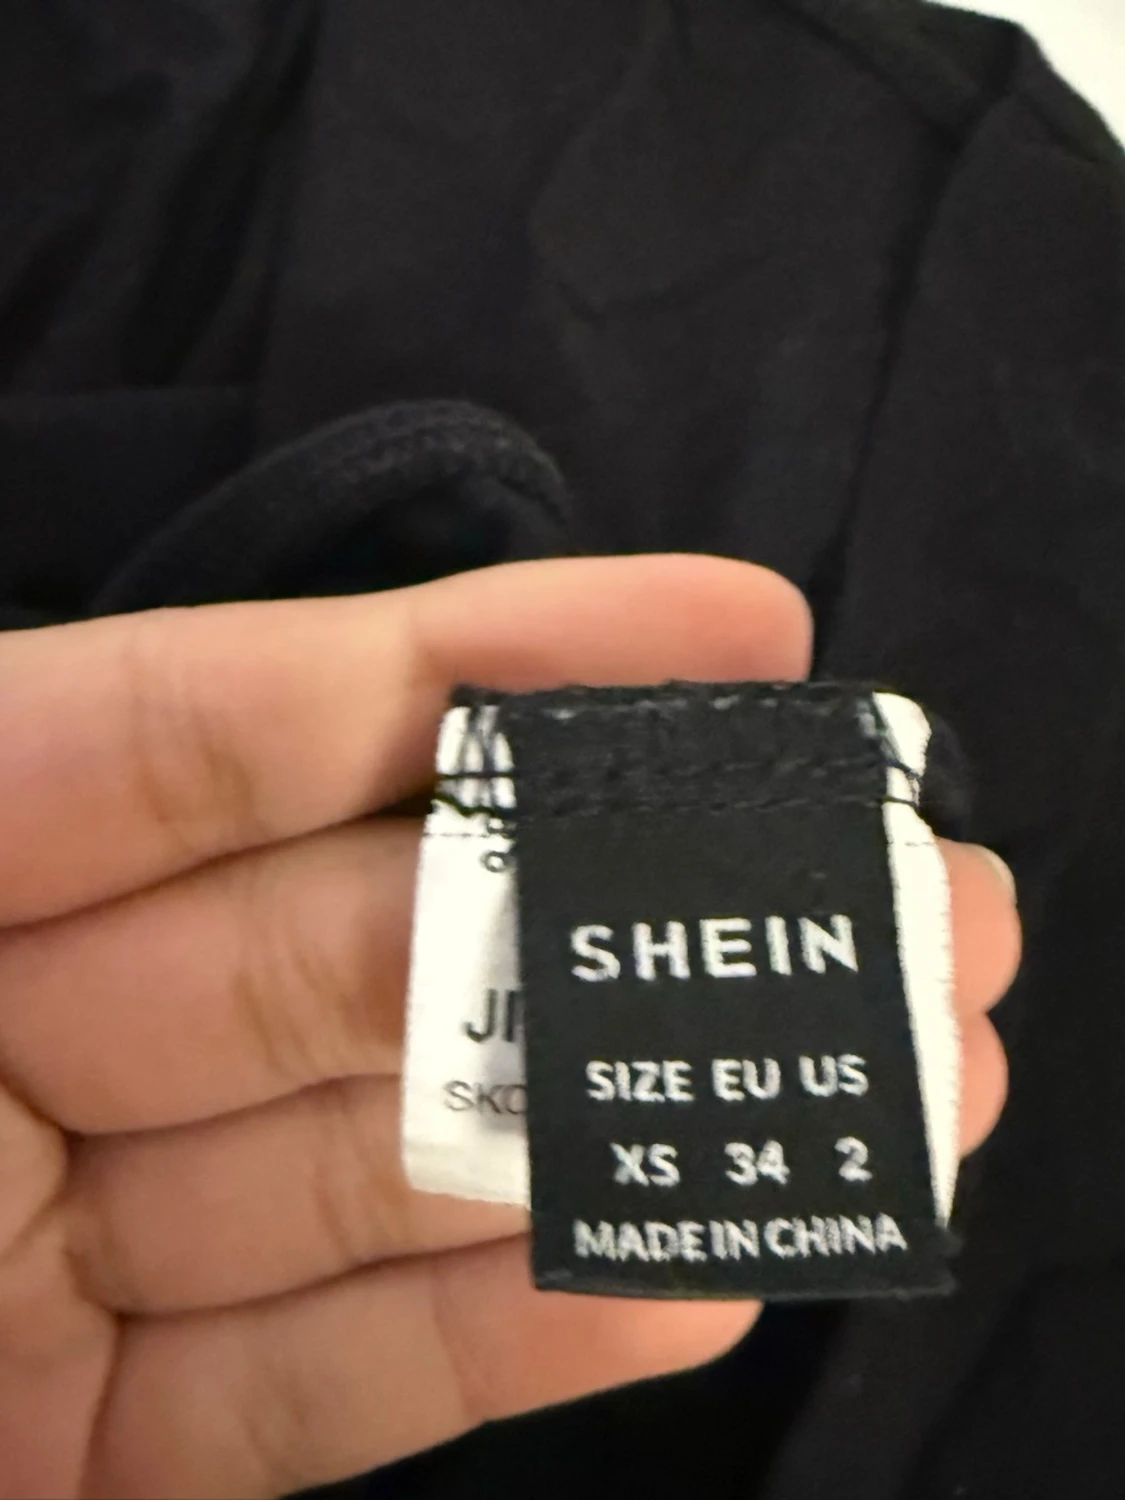 SHEIN
SIZE EU US
XS 34 2
MADE IN CHINA